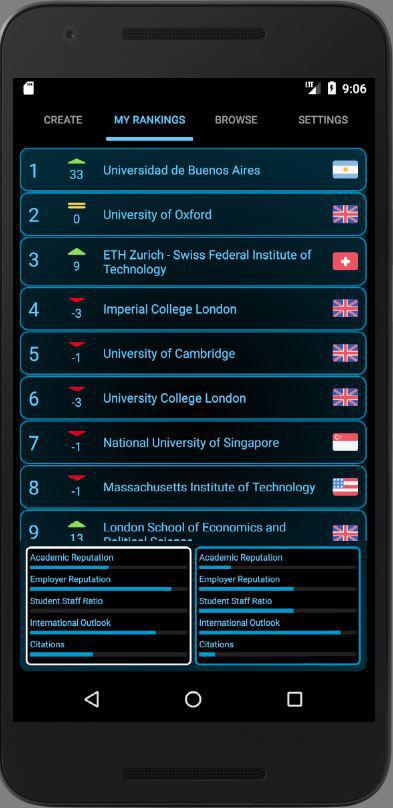 LTE 9:06
CREATE MY RANKINGS BROWSE SETTINGS
1 33 Universidad de Buenos Aires
2 0 University of Oxford
3 9 ETH Zurich - Swiss Federal Institute of
Technology
4 -3 Imperial College London
5 -1 University of Cambridge
6 -3 University College London
7 -1 National University of Singapore
8 -1 Massachusetts Institute of Technology
9 13 London School of Economics and
Political Science
Academic Reputation
Employer Reputation
Student Staff Ratio
International Outlook
Citations
Academic Reputation
Employer Reputation
Student Staff Ratio
International Outlook
Citations